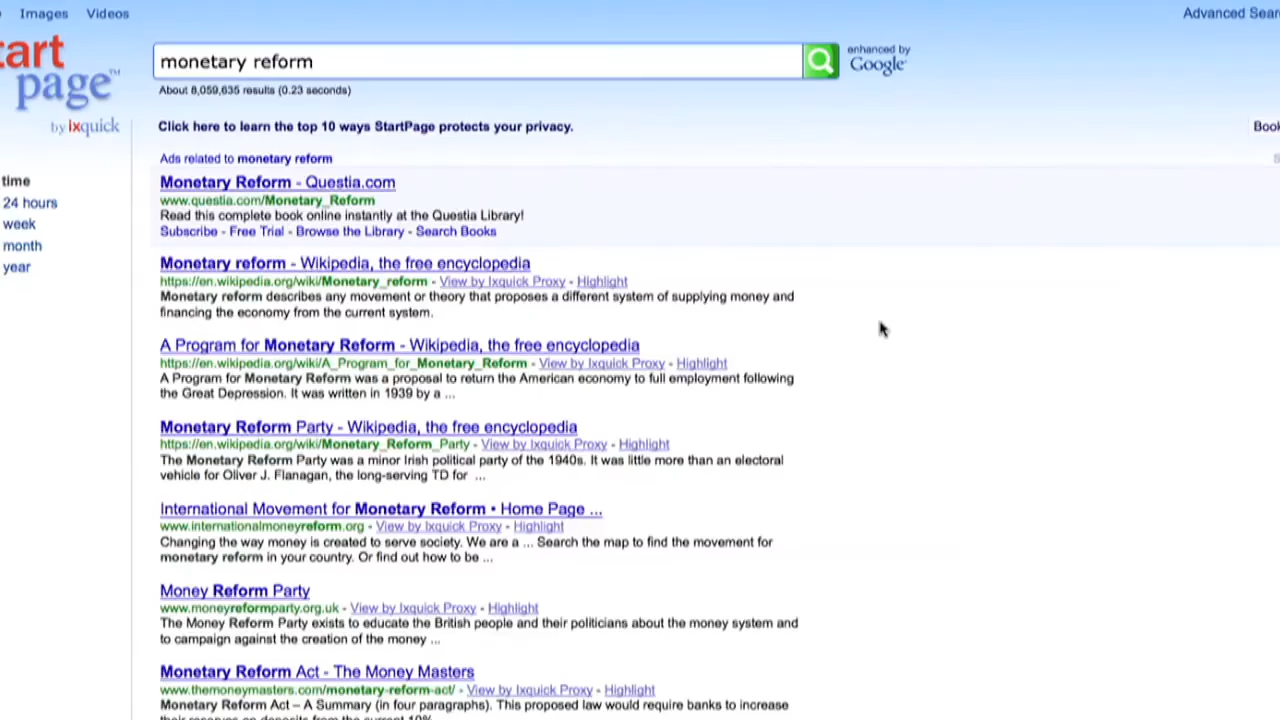 Images Videos Advanced Sear
tart
page™
by ixquick
monetary reform
enhanced by
Google
About 8,059,635 results (0.23 seconds)
Click here to learn the top 10 ways StartPage protects your privacy.
Book
Ads related to monetary reform
time
24 hours
week
month
year
Monetary Reform - Questia.com
www.questia.com/Monetary_Reform
Read this complete book online instantly at the Questia Library!
Subscribe - Free Trial - Browse the Library - Search Books
Monetary reform - Wikipedia, the free encyclopedia
https://en.wikipedia.org/wiki/Monetary_reform - View by Ixquick Proxy - Highlight
Monetary reform describes any movement or theory that proposes a different system of supplying money and
financing the economy from the current system.
A Program for Monetary Reform - Wikipedia, the free encyclopedia
https://en.wikipedia.org/wiki/A_Program_for_Monetary_Reform - View by Ixquick Proxy - Highlight
A Program for Monetary Reform was a proposal to return the American economy to full employment following
the Great Depression. It was written in 1939 by a ...
Monetary Reform Party - Wikipedia, the free encyclopedia
https://en.wikipedia.org/wiki/Monetary_Reform_Party - View by Ixquick Proxy - Highlight
The Monetary Reform Party was a minor Irish political party of the 1940s. It was little more than an electoral
vehicle for Oliver J. Flanagan, the long-serving TD for ...
International Movement for Monetary Reform • Home Page ...
www.internationalmoneyreform.org - View by Ixquick Proxy - Highlight
Changing the way money is created to serve society. We are a ... Search the map to find the movement for
monetary reform in your country. Or find out how to be ...
Money Reform Party
www.moneyreformparty.org.uk - View by Ixquick Proxy - Highlight
The Money Reform Party exists to educate the British people and their politicians about the money system and
to campaign against the creation of the money ...
Monetary Reform Act - The Money Masters
www.themoneymasters.com/monetary-reform-act/ - View by Ixquick Proxy - Highlight
Monetary Reform Act – A Summary (in four paragraphs). This proposed law would require banks to increase
their reserves on deposits from the current 10%